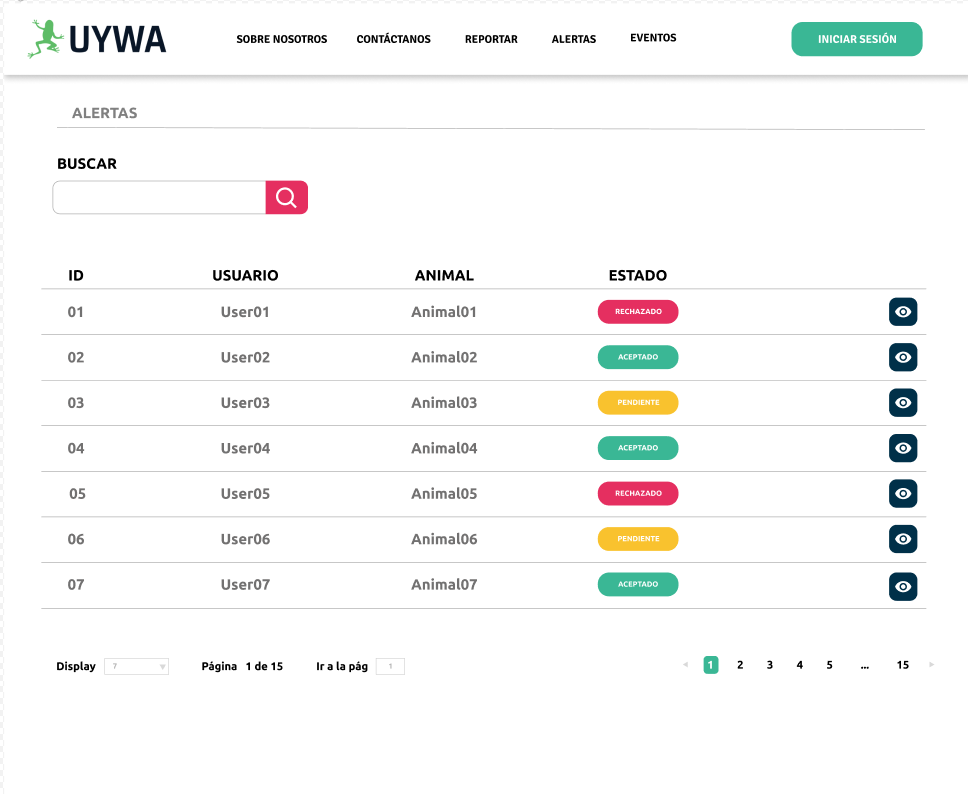 UYWA SOBRE NOSOTROS CONTÁCTANOS REPORTAR ALERTAS EVENTOS INICIAR SESIÓN
ALERTAS
BUSCAR
ID USUARIO ANIMAL ESTADO
01 User01 Animal01 RECHAZADO
02 User02 Animal02 ACEPTADO
03 User03 Animal03 PENDIENTE
04 User04 Animal04 ACEPTADO
05 User05 Animal05 RECHAZADO
06 User06 Animal06 PENDIENTE
07 User07 Animal07 ACEPTADO
Display 7 Página 1 de 15 Ir a la pág 1 1 2 3 4 5 ... 15